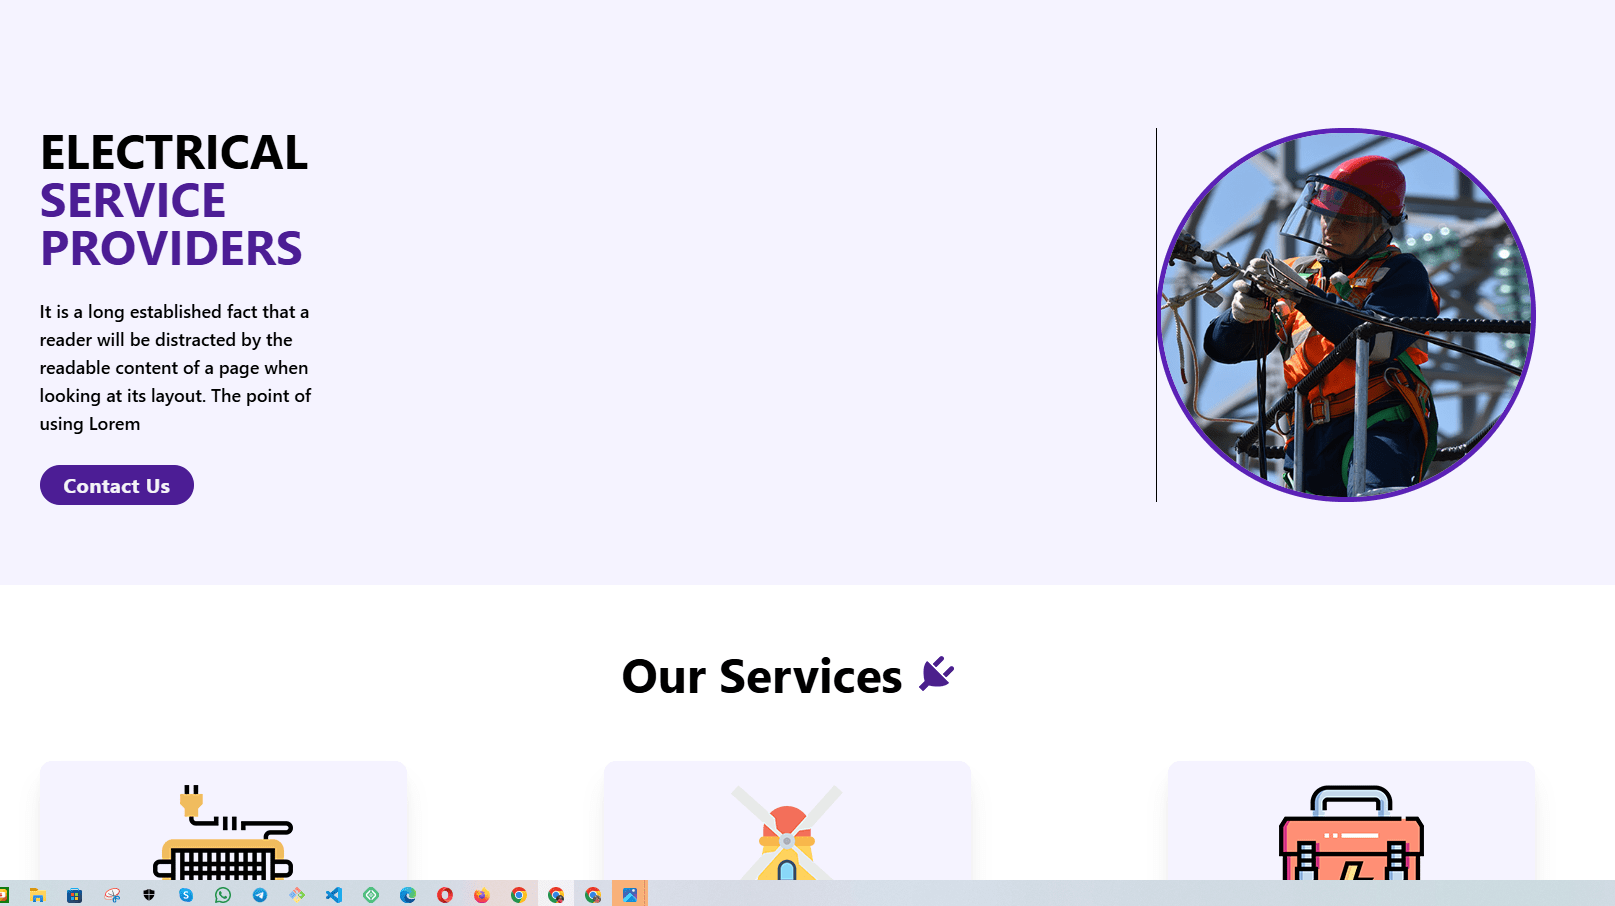 ELECTRICAL
SERVICE
PROVIDERS
It is a long established fact that a
reader will be distracted by the
readable content of a page when
looking at its layout. The point of
using Lorem
Contact Us
Our Services